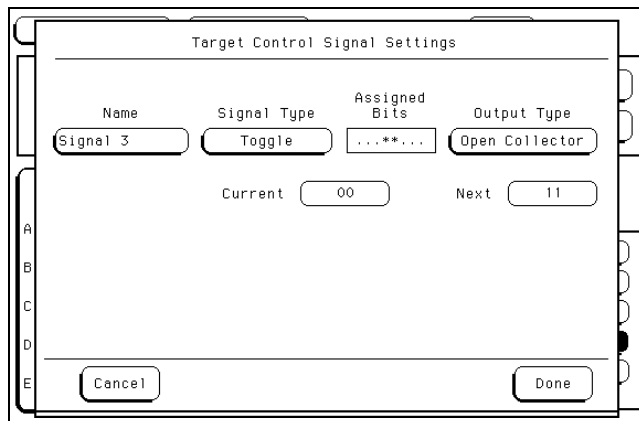 Target Control Signal Settings
Assigned
Name Signal Type Bits Output Type
Signal 3 Toggle ...**... Open Collector
Current 00 Next 11
A
B
C
D
E
Cancel Done